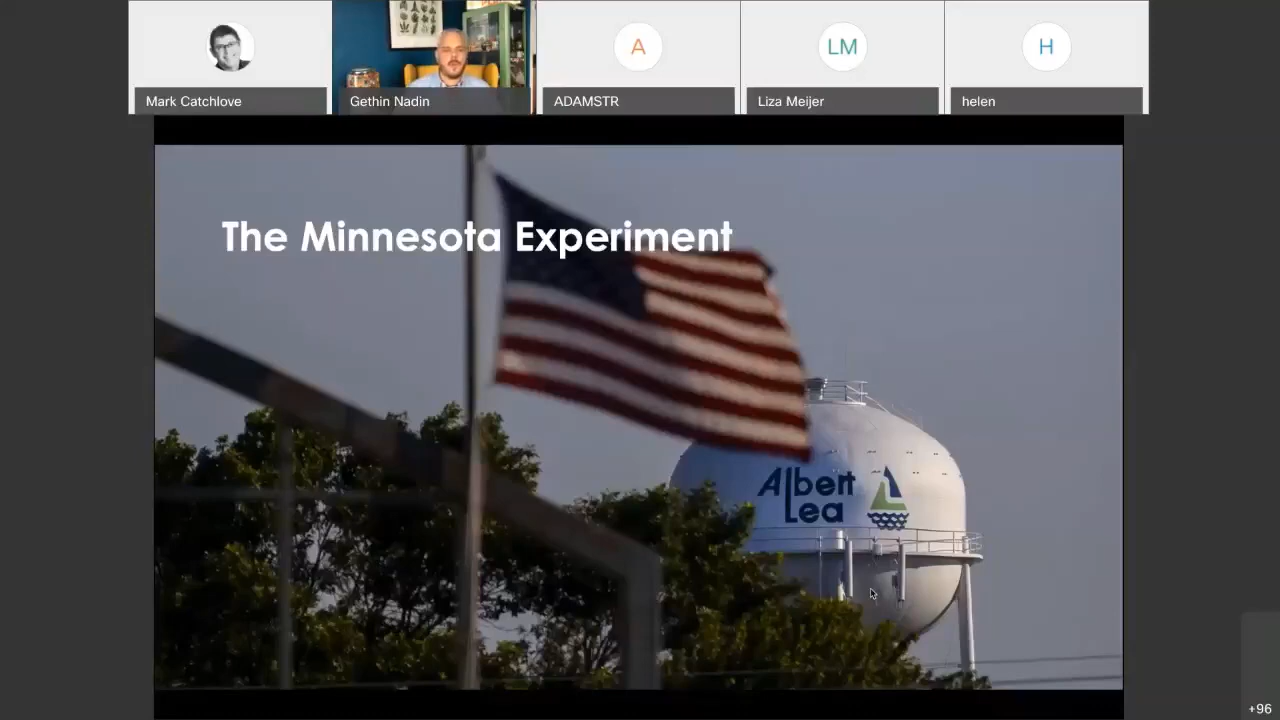 A
LM
H
Mark Catchlove
Gethin Nadin
ADAMSTR
Liza Meijer
helen
The Minnesota Experiment
Albert
Lea
+96